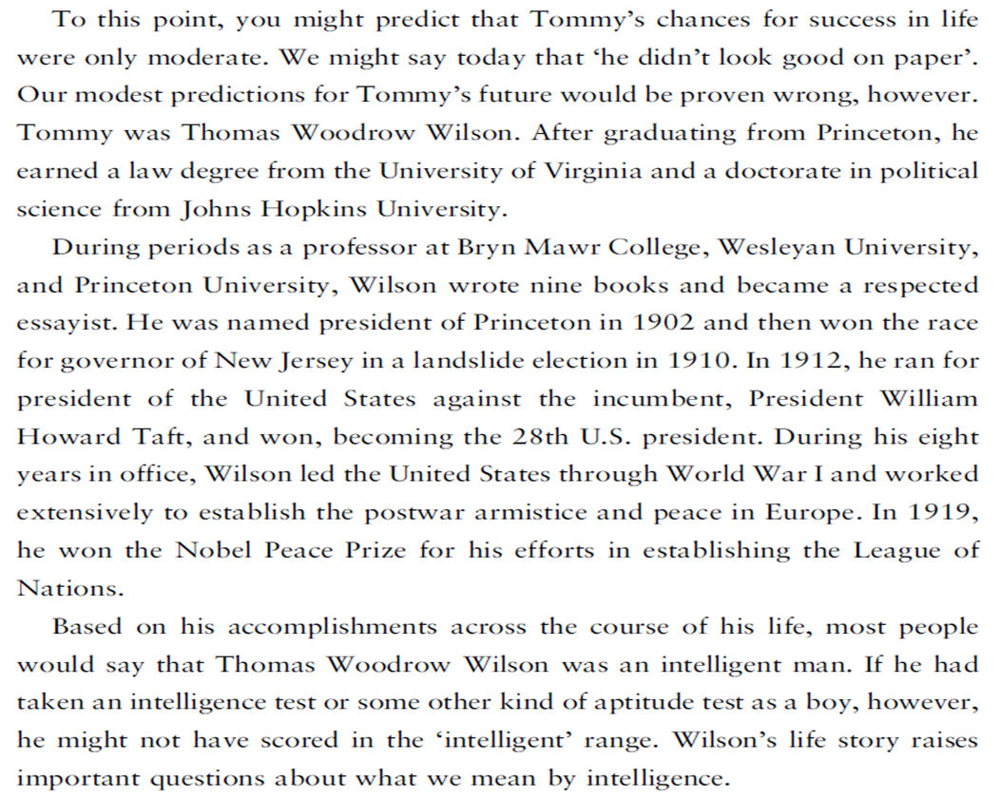 To this point, you might predict that Tommy's chances for success in life
were only moderate. We might say today that ‘he didn't look good on paper’.
Our modest predictions for Tommy's future would be proven wrong, however.
Tommy was Thomas Woodrow Wilson. After graduating from Princeton, he
earned a law degree from the University of Virginia and a doctorate in political
science from Johns Hopkins University.
During periods as a professor at Bryn Mawr College, Wesleyan University,
and Princeton University, Wilson wrote nine books and became a respected
essayist. He was named president of Princeton in 1902 and then won the race
for governor of New Jersey in a landslide election in 1910. In 1912, he ran for
president of the United States against the incumbent, President William
Howard Taft, and won, becoming the 28th U.S. president. During his eight
years in office, Wilson led the United States through World War I and worked
extensively to establish the postwar armistice and peace in Europe. In 1919,
he won the Nobel Peace Prize for his efforts in establishing the League of
Nations.
Based on his accomplishments across the course of his life, most people
would say that Thomas Woodrow Wilson was an intelligent man. If he had
taken an intelligence test or some other kind of aptitude test as a boy, however,
he might not have scored in the ‘intelligent’ range. Wilson's life story raises
important questions about what we mean by intelligence.